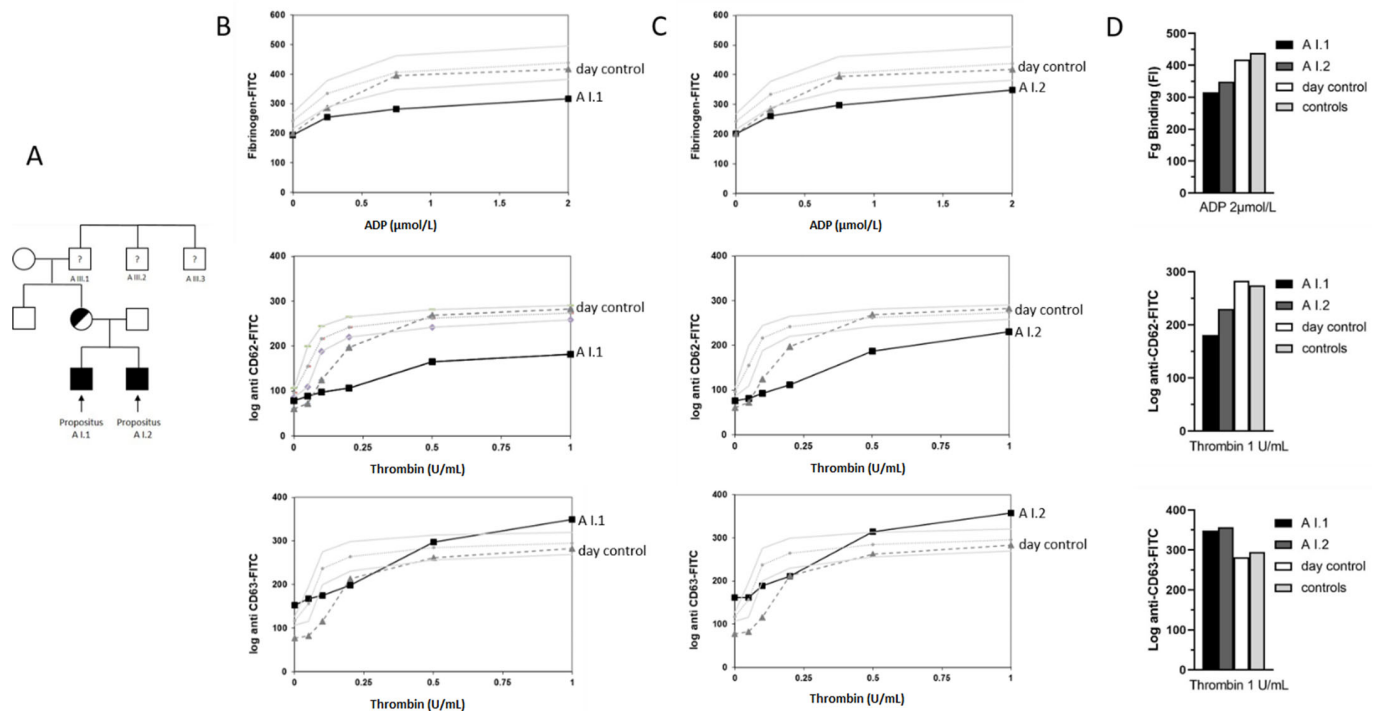 A
?
?
?
A III.1
A III.2
A III.3
Propositus
A I.1
Propositus
A I.2
B
600
500
400
300
200
100
0
Fibrinogen-FITC
day control
A I.1
0
0.5
1
1.5
2
ADP (µmol/L)
400
300
200
100
0
log anti CD62-FITC
day control
A I.1
0
0.25
0.5
0.75
1
Thrombin (U/mL)
400
300
200
100
0
log anti CD63-FITC
A I.1
day control
0
0.25
0.5
0.75
1
Thrombin (U/mL)
C
600
500
400
300
200
100
0
Fibrinogen-FITC
day control
A I.2
0
0.5
1
1.5
2
ADP (µmol/L)
400
300
200
100
0
log anti CD62-FITC
day control
A I.2
0
0.25
0.5
0.75
1
Thrombin (U/mL)
400
300
200
100
0
log anti CD63-FITC
A I.2
day control
0
0.25
0.5
0.75
1
Thrombin (U/mL)
D
500
400
300
200
100
0
Fg Binding (FI)
A I.1
A I.2
day control
controls
ADP 2µmol/L
300
200
100
0
Log anti-CD62-FITC
A I.1
A I.2
day control
controls
Thrombin 1 U/mL
400
300
200
100
0
Log anti-CD63-FITC
A I.1
A I.2
day control
controls
Thrombin 1 U/mL